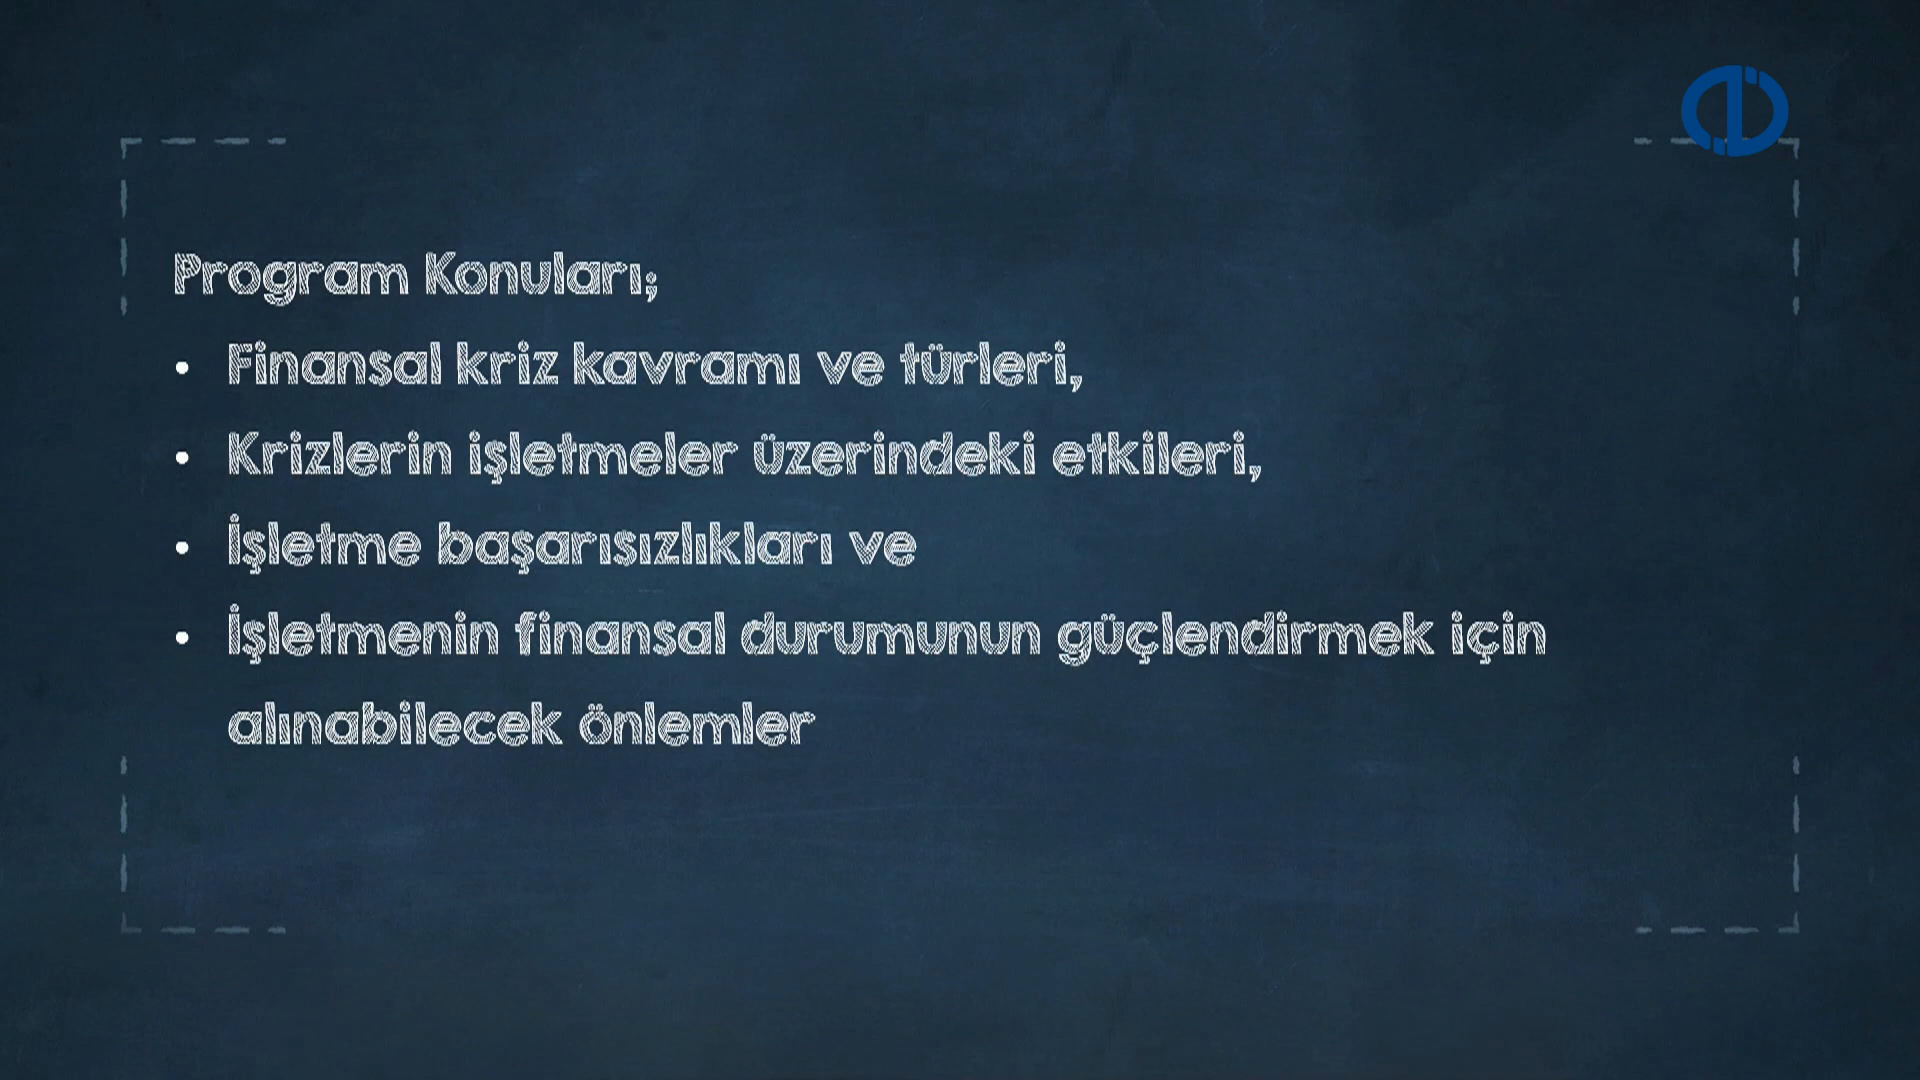 Program Konuları;
• Finansal kriz kavramı ve türleri,
• Krizlerin işletmeler üzerindeki etkileri,
• İşletme başarısızlıkları ve
• İşletmenin finansal durumunun güçlendirmek için
alınabilecek önlemler